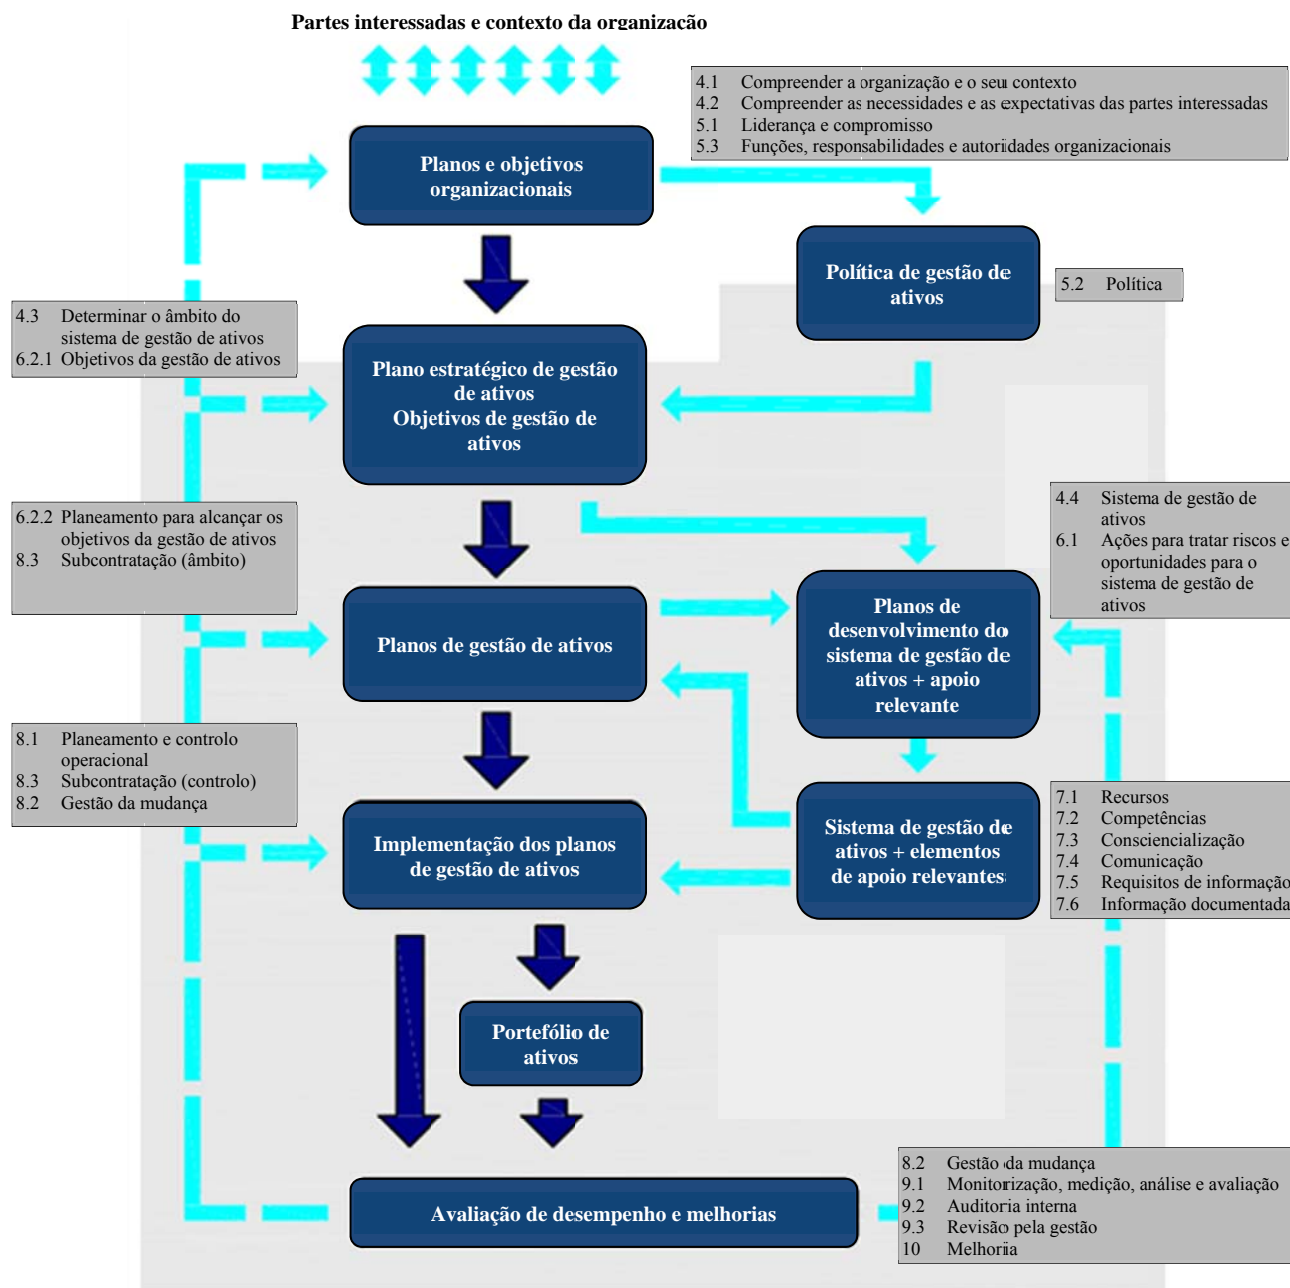 Partes interessadas e contexto da organização
4.1 Compreender a organização e o seu contexto
4.2 Compreender as necessidades e as expectativas das partes interessadas
5.1 Liderança e compromisso
5.3 Funções, responsabilidades e autoridades organizacionais
Planos e objetivos
organizacionais
Política de gestão de
ativos
5.2 Política
4.3 Determinar o âmbito do
sistema de gestão de ativos
6.2.1 Objetivos da gestão de ativos
Plano estratégico de gestão
de ativos
Objetivos de gestão de
ativos
6.2.2 Planeamento para alcançar os
objetivos da gestão de ativos
8.3 Subcontratação (âmbito)
4.4 Sistema de gestão de
ativos
6.1 Ações para tratar riscos e
oportunidades para o
sistema de gestão de
ativos
Planos de gestão de ativos
Planos de
desenvolvimento do
sistema de gestão de
ativos + apoio
relevante
8.1 Planeamento e controlo
operacional
8.3 Subcontratação (controlo)
8.2 Gestão da mudança
Implementação dos planos
de gestão de ativos
Sistema de gestão de
ativos + elementos
de apoio relevantes
7.1 Recursos
7.2 Competências
7.3 Consciencialização
7.4 Comunicação
7.5 Requisitos de informação
7.6 Informação documentada
Portefólio de
ativos
Avaliação de desempenho e melhorias
8.2 Gestão da mudança
9.1 Monitorização, medição, análise e avaliação
9.2 Auditoria interna
9.3 Revisão pela gestão
10 Melhoria